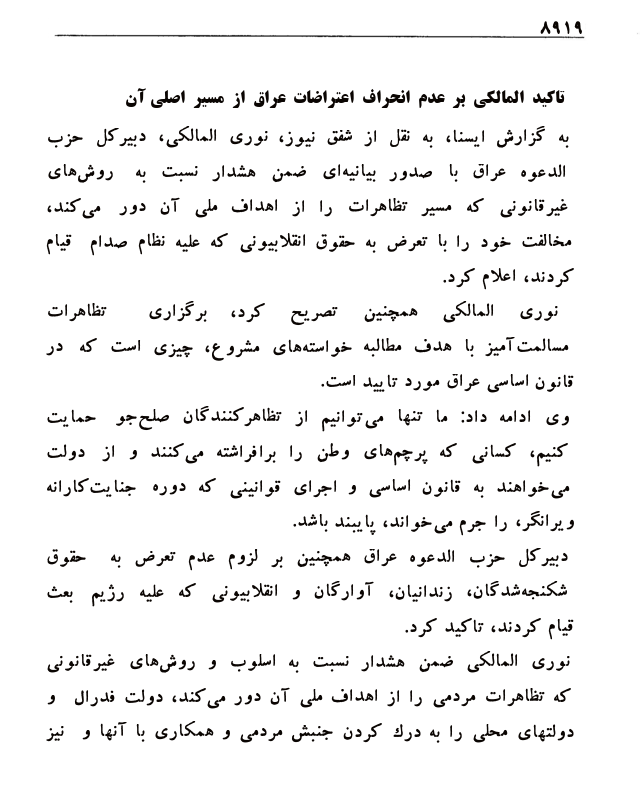 ۸۹۱۹
تاکید المالکی بر عدم انحراف اعتراضات عراق از مسیر اصلی آن
به گزارش ایسنا، به نقل از شفق نیوز، نوری المالکی، دبیرکل حزب
الدعوه عراق با صدور بیانیه‌ای ضمن هشدار نسبت به روش‌های
غیرقانونی که مسیر تظاهرات را از اهداف ملی آن دور می‌کند،
مخالفت خود را با تعرض به حقوق انقلابیونی که علیه نظام صدام قیام
کردند، اعلام کرد.
نوری المالکی همچنین تصریح کرد، برگزاری تظاهرات
مسالمت‌آمیز با هدف مطالبه خواسته‌های مشروع، چیزی است که در
قانون اساسی عراق مورد تایید است.
وی ادامه داد: ما تنها می‌توانیم از تظاهرکنندگان صلح‌جو حمایت
کنیم، کسانی که پرچم‌های وطن را برافراشته می‌کنند و از دولت
می‌خواهند به قانون اساسی و اجرای قوانینی که دوره جنایت‌کارانه
ویرانگر، را جرم می‌خواند، پایبند باشد.
دبیرکل حزب الدعوه عراق همچنین بر لزوم عدم تعرض به حقوق
شکنجه‌شدگان، زندانیان، آوارگان و انقلابیونی که علیه رژیم بعث
قیام کردند، تاکید کرد.
نوری المالکی ضمن هشدار نسبت به اسلوب و روش‌های غیرقانونی
که تظاهرات مردمی را از اهداف ملی آن دور می‌کند، دولت فدرال و
دولتهای محلی را به درك کردن جنبش مردمی و همکاری با آنها و نیز